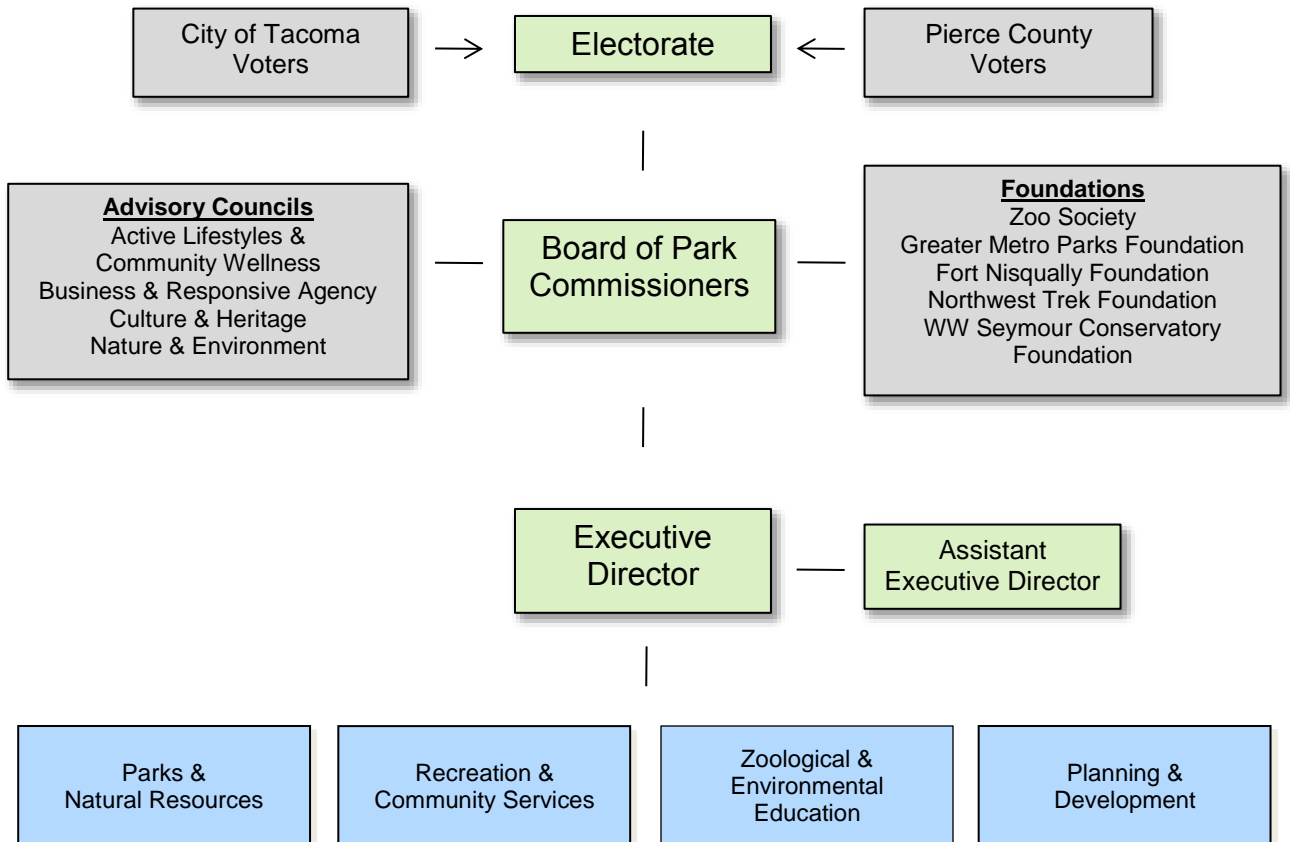 City of Tacoma
Voters
Electorate
Pierce County
Voters
Advisory Councils
Active Lifestyles &
Community Wellness
Business & Responsive Agency
Culture & Heritage
Nature & Environment
Board of Park
Commissioners
Foundations
Zoo Society
Greater Metro Parks Foundation
Fort Nisqually Foundation
Northwest Trek Foundation
WW Seymour Conservatory
Foundation
Executive
Director
Assistant
Executive Director
Parks &
Natural Resources
Recreation &
Community Services
Zoological &
Environmental
Education
Planning &
Development